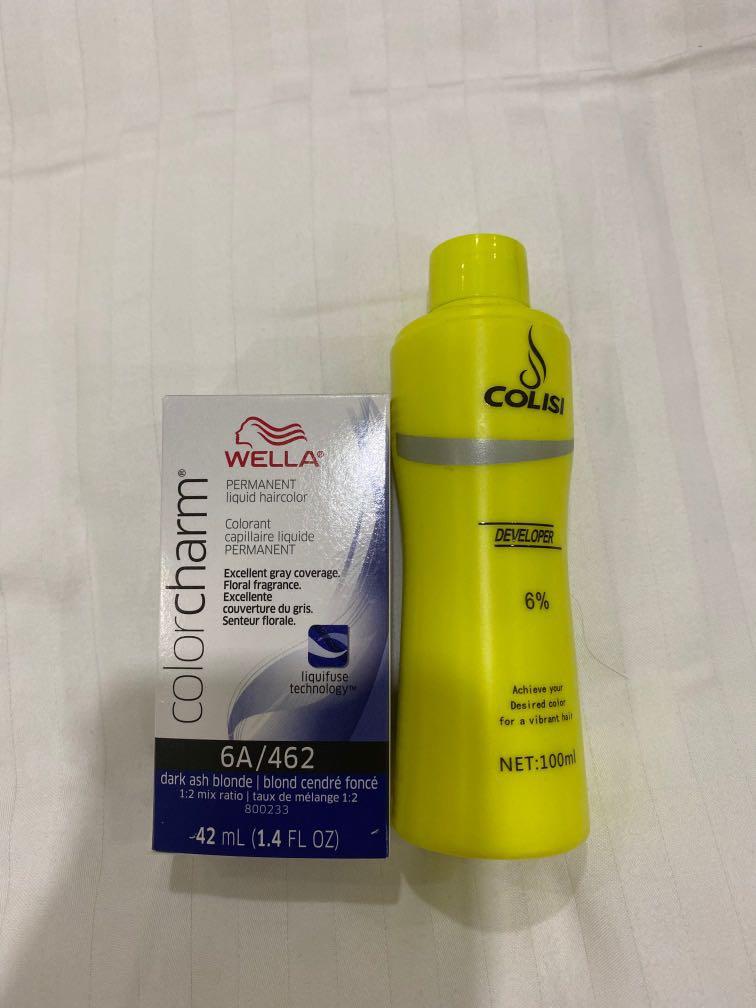 WELLA®
colorcharm®
PERMANENT
liquid haircolor
Colorant
capillaire liquide
PERMANENT
Excellent gray coverage.
Floral fragrance.
Excellente
couverture du gris.
Senteur florale.
liquifuse
technology™
6A/462
dark ash blonde | blond cendré foncé
1:2 mix ratio | taux de mélange 1:2
800233
42 mL (1.4 FL OZ)
COLISI
DEVELOPER
6%
Achieve your
Desired color
for a vibrant hair
NET:100ml